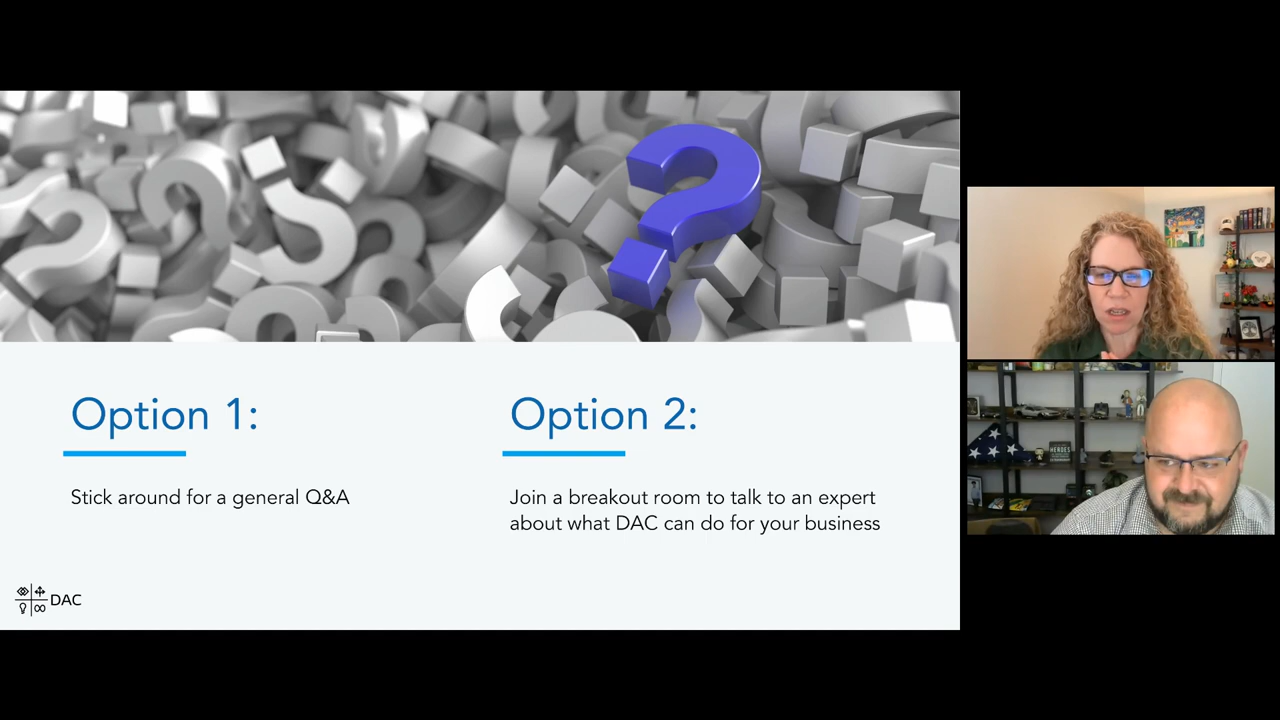 Option 1:
Stick around for a general Q&A
Option 2:
Join a breakout room to talk to an expert
about what DAC can do for your business
DAC
HEROES